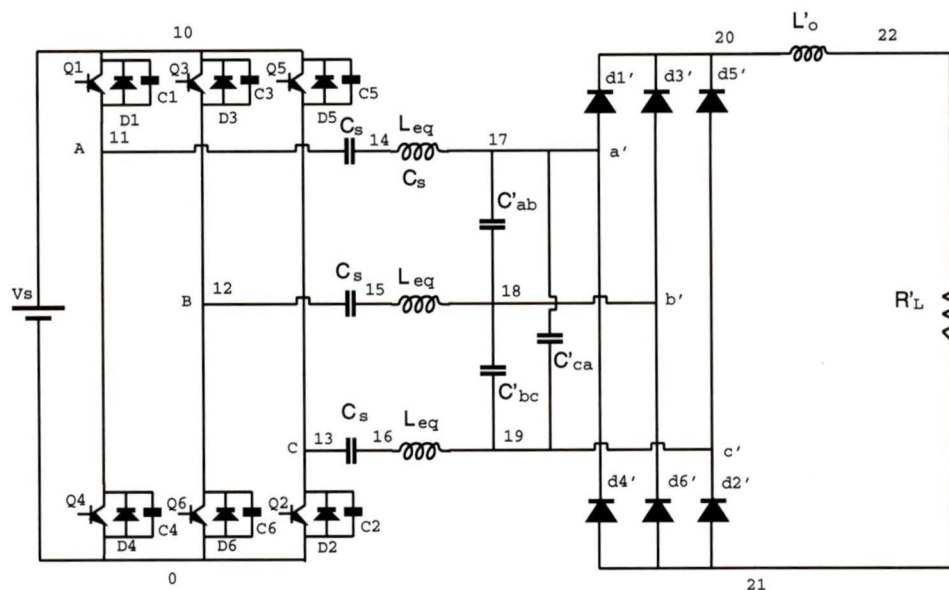 L'o
10
20
22
Q1
Q3
Q5
d1'
d3'
d5'
C1
C3
C5
D1
D3
D5
11
Cs
14
Leq
17
A
a'
Cs
C'ab
Cs
Leq
12
15
18
B
b'
Vs
R'L
C'ca
C'bc
Cs
Leq
13
16
19
C
c'
d4'
d6'
d2'
Q4
Q6
Q2
C4
C6
C2
D4
D6
D2
0
21